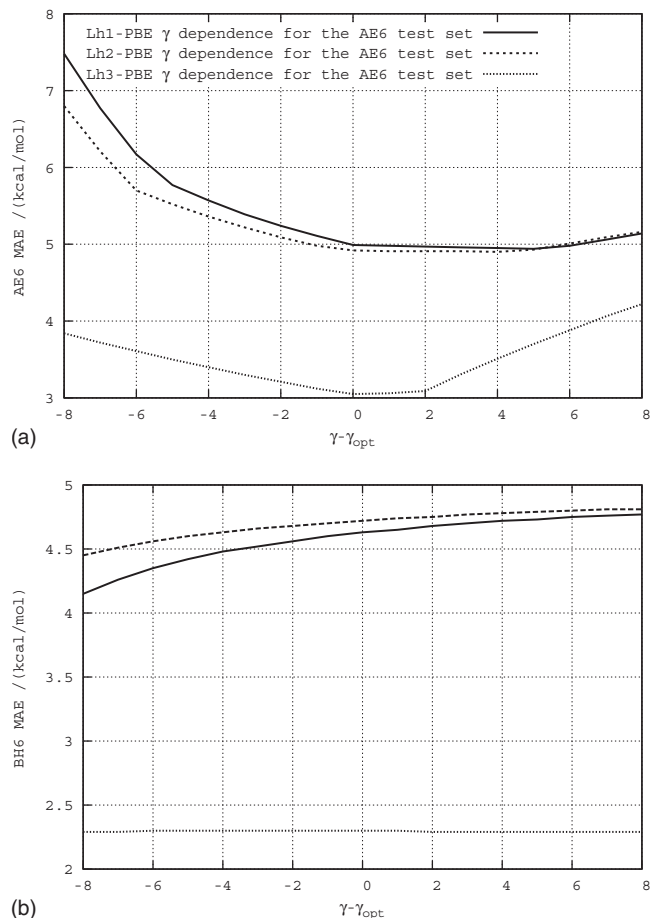 8
7
6
5
4
3
AE6 MAE /(kcal/mol)
Lh1-PBE γ dependence for the AE6 test set
Lh2-PBE γ dependence for the AE6 test set
Lh3-PBE γ dependence for the AE6 test set
-8 -6 -4 -2 0 2 4 6 8
γ-γopt
(a)
5
4.5
4
3.5
3
2.5
2
BH6 MAE /(kcal/mol)
-8 -6 -4 -2 0 2 4 6 8
γ-γopt
(b)